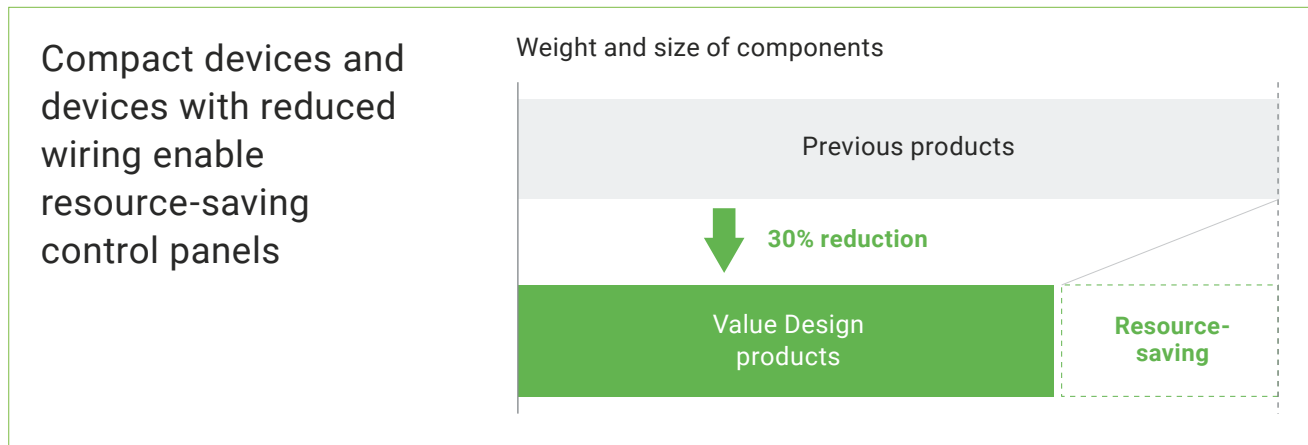 Compact devices and
devices with reduced
wiring enable
resource-saving
control panels
Weight and size of components
Previous products
30% reduction
Value Design
products
Resource-
saving